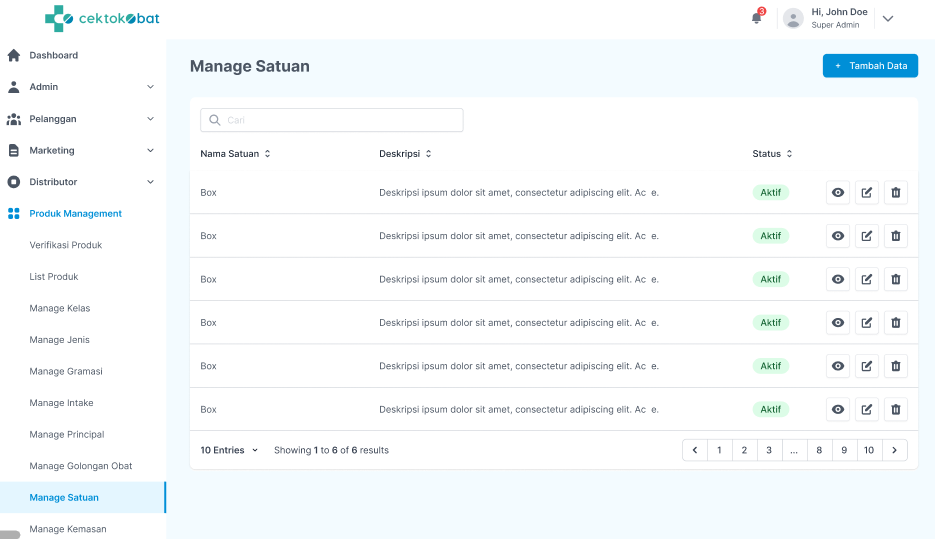 cektokobat
3
Hi, John Doe
Super Admin
Dashboard
Admin
Pelanggan
Marketing
Distributor
Produk Management
Verifikasi Produk
List Produk
Manage Kelas
Manage Jenis
Manage Gramasi
Manage Intake
Manage Principal
Manage Golongan Obat
Manage Satuan
Manage Kemasan
Manage Satuan
+ Tambah Data
Cari
Nama Satuan Deskripsi Status
Box Deskripsi ipsum dolor sit amet, consectetur adipiscing elit. Ac e. Aktif
Box Deskripsi ipsum dolor sit amet, consectetur adipiscing elit. Ac e. Aktif
Box Deskripsi ipsum dolor sit amet, consectetur adipiscing elit. Ac e. Aktif
Box Deskripsi ipsum dolor sit amet, consectetur adipiscing elit. Ac e. Aktif
Box Deskripsi ipsum dolor sit amet, consectetur adipiscing elit. Ac e. Aktif
Box Deskripsi ipsum dolor sit amet, consectetur adipiscing elit. Ac e. Aktif
10 Entries Showing 1 to 6 of 6 results 1 2 3 ... 8 9 10